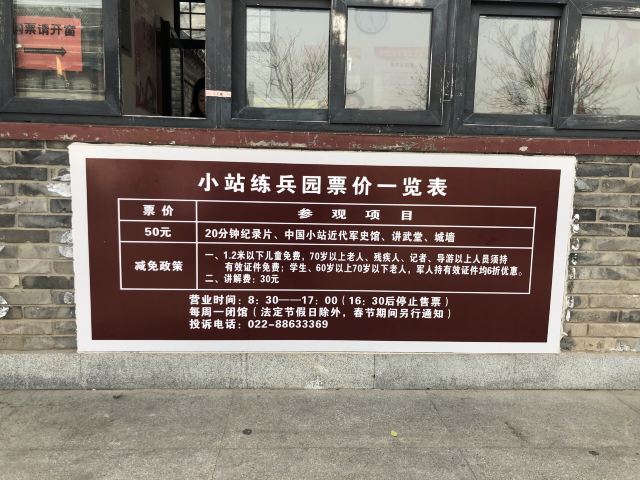 购票请开窗
小站练兵园票价一览表
票价 参观项目
50元 20分钟纪录片、中国小站近代军史馆、讲武堂、城墙
减免政策 一、1.2米以下儿童免费，70岁以上老人、残疾人、记者、导游以上人员须持
有效证件免费；学生、60岁以上70岁以下老人，军人持有效证件均6折优惠。
二、讲解费：30元
营业时间：8：30——17：00（16：30后停止售票）
每周一闭馆（法定节假日除外，春节期间另行通知）
投诉电话：022-88633369